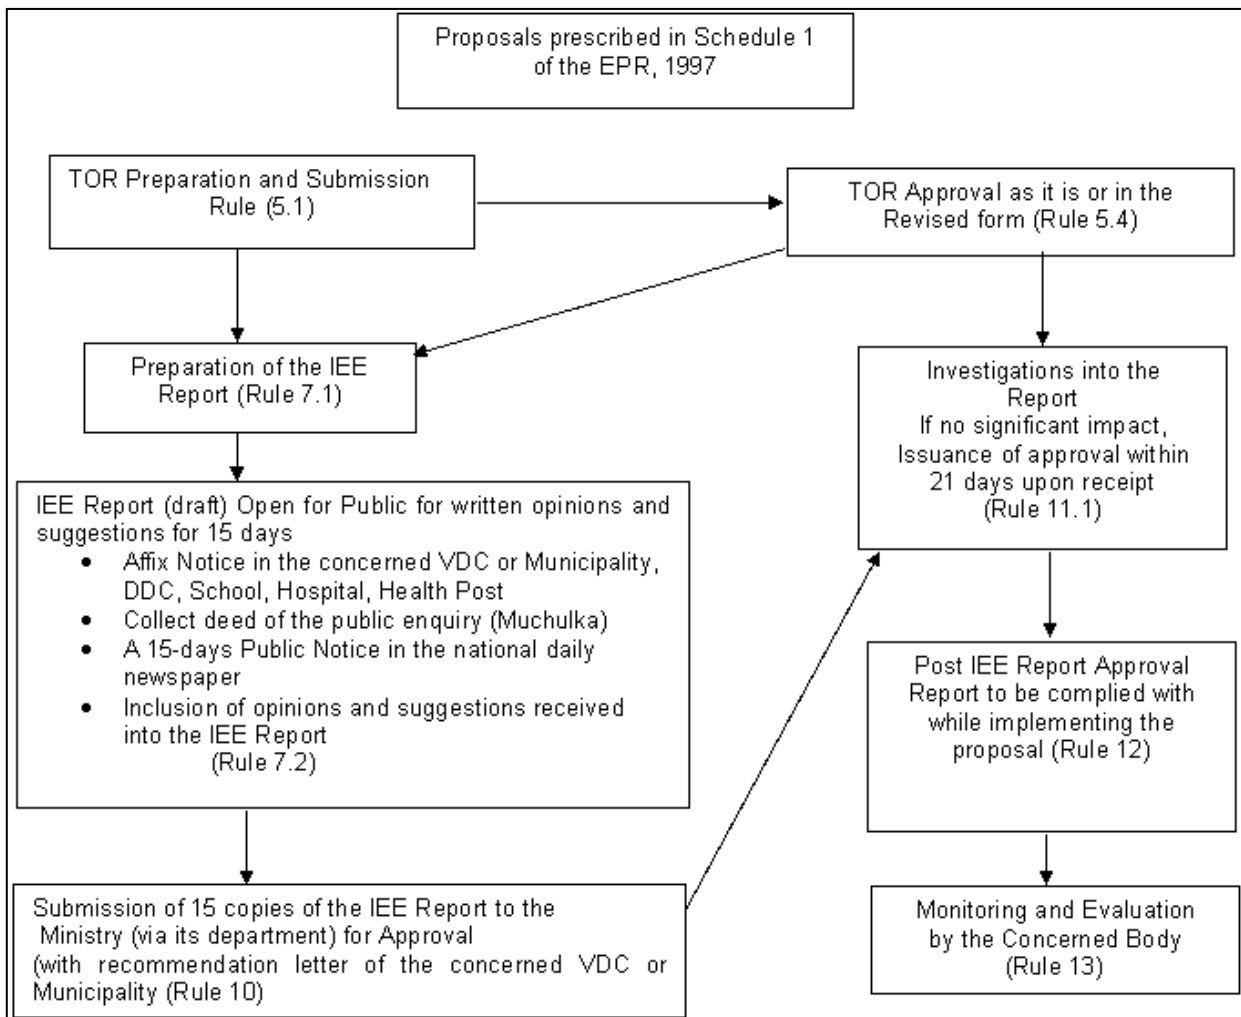 Proposals prescribed in Schedule 1
of the EPR, 1997
TOR Preparation and Submission
Rule (5.1)
TOR Approval as it is or in the
Revised form (Rule 5.4)
Preparation of the IEE
Report (Rule 7.1)
Investigations into the
Report
If no significant impact,
Issuance of approval within
21 days upon receipt
(Rule 11.1)
IEE Report (draft) Open for Public for written opinions and
suggestions for 15 days
• Affix Notice in the concerned VDC or Municipality,
DDC, School, Hospital, Health Post
• Collect deed of the public enquiry (Muchulka)
• A 15-days Public Notice in the national daily
newspaper
• Inclusion of opinions and suggestions received
into the IEE Report
(Rule 7.2)
Post IEE Report Approval
Report to be complied with
while implementing the
proposal (Rule 12)
Submission of 15 copies of the IEE Report to the
Ministry (via its department) for Approval
(with recommendation letter of the concerned VDC or
Municipality (Rule 10)
Monitoring and Evaluation
by the Concerned Body
(Rule 13)